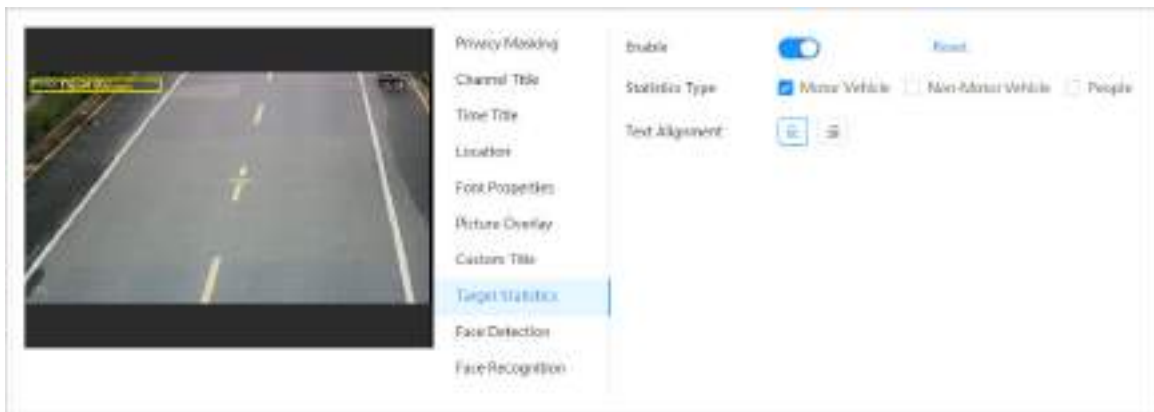 Privacy Masking
Channel Title
Time Title
Location
Font Properties
Picture Overlay
Custom Title
Target Statistics
Face Detection
Face Recognition
Enable
Reset
Statistics Type
Motor Vehicle
Non-Motor Vehicle
People
Text Alignment